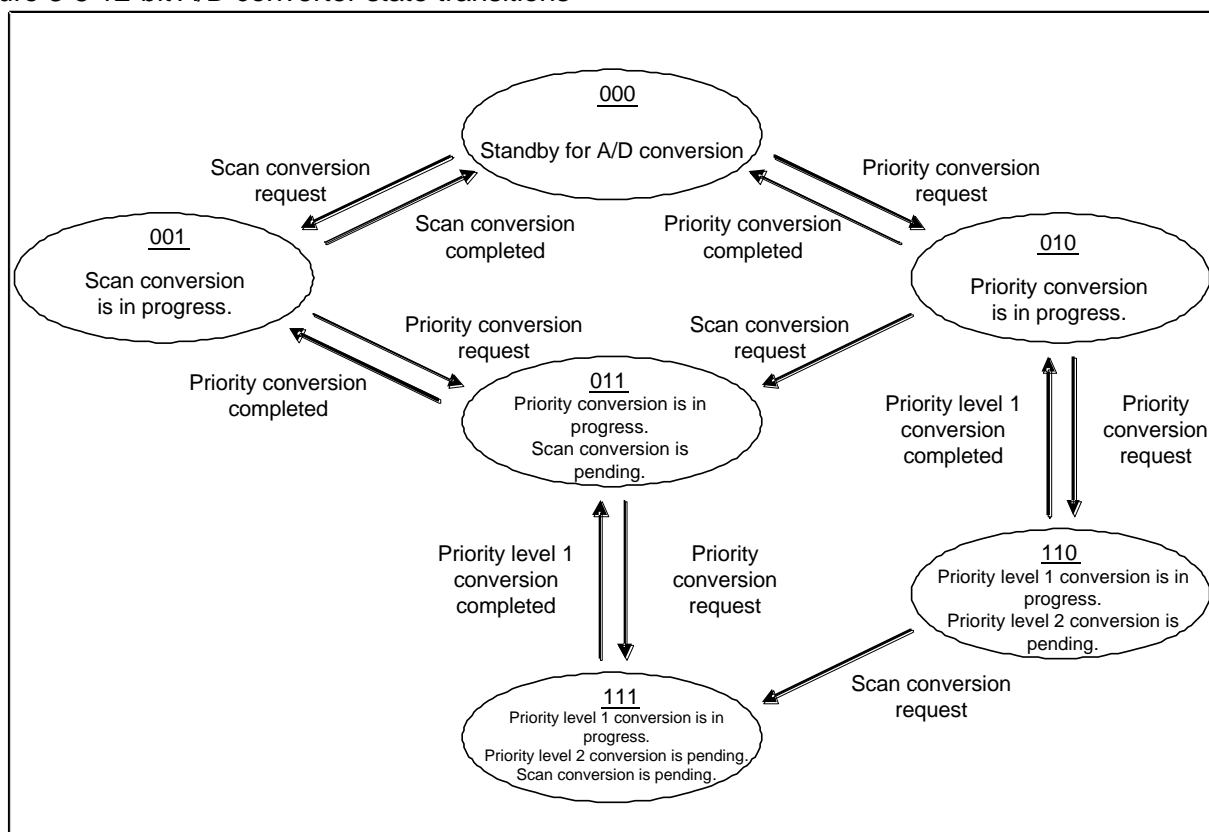 000
Standby for A/D conversion
Scan conversion
request
Priority conversion
request
Scan conversion
completed
Priority conversion
completed
001
Scan conversion
is in progress.
010
Priority conversion
is in progress.
Priority conversion
request
Scan conversion
request
Priority conversion
completed
011
Priority conversion is in
progress.
Scan conversion is
pending.
Priority level 1
conversion
completed
Priority
conversion
request
Priority level 1
conversion
completed
Priority
conversion
request
110
Priority level 1 conversion is in
progress.
Priority level 2 conversion is
pending.
Scan conversion
request
111
Priority level 1 conversion is in
progress.
Priority level 2 conversion is pending.
Scan conversion is pending.